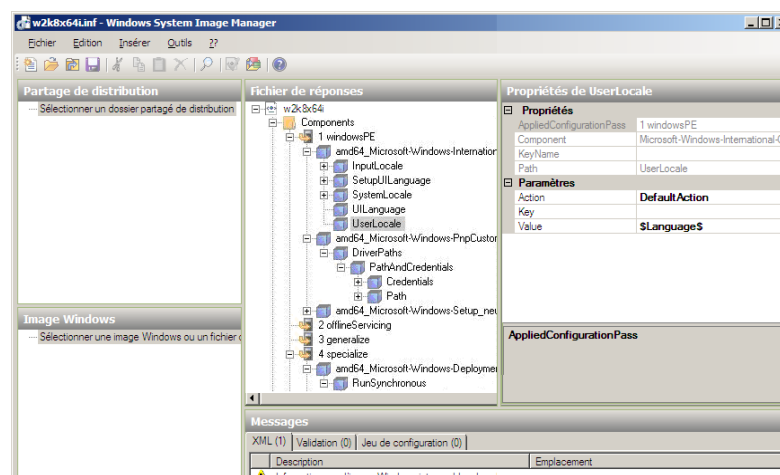 w2k8x64i.inf - Windows System Image Manager
Fichier Edition Insérer Outils ??
Partage de distribution
Sélectionner un dossier partagé de distribution
Image Windows
Sélectionner une image Windows ou un fichier
Fichier de réponses
w2k8x64i
Components
1 windowsPE
amd64_Microsoft-Windows-Internation
InputLocale
SetupUILanguage
SystemLocale
UILanguage
UserLocale
amd64_Microsoft-Windows-PnpCustor
DriverPaths
PathAndCredentials
Credentials
Path
amd64_Microsoft-Windows-Setup_neu
2 offlineServicing
3 generalize
4 specialize
amd64_Microsoft-Windows-Deployme
RunSynchronous
Propriétés de UserLocale
Propriétés
AppliedConfigurationPass 1 windowsPE
Component Microsoft-Windows-International-C
KeyName
Path UserLocale
Paramètres
Action DefaultAction
Key
Value $Language$
AppliedConfigurationPass
Messages
XML (1) Validation (0) Jeu de configuration (0)
Description Emplacement